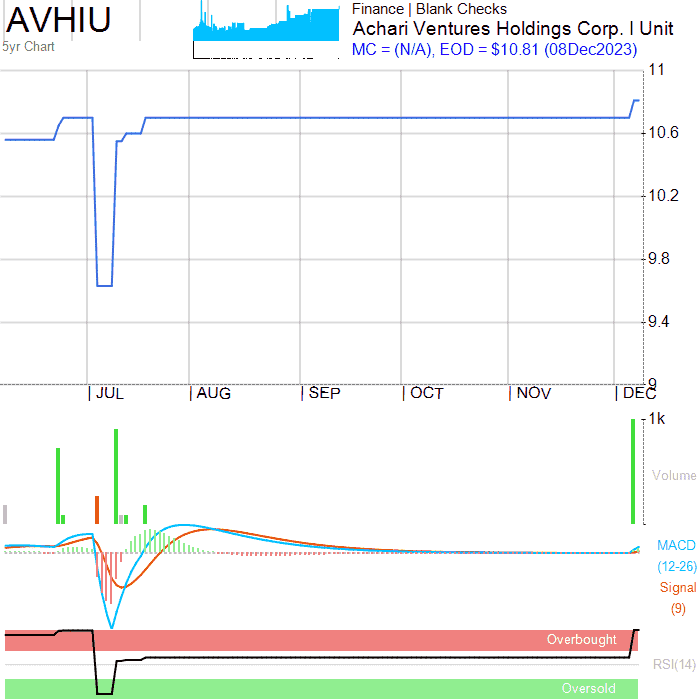 AVHIU
5yr Chart
Finance | Blank Checks
Achari Ventures Holdings Corp. I Unit
MC = (N/A), EOD = $10.81 (08Dec2023)
11
10.6
10.2
9.8
9.4
9
JUL AUG SEP OCT NOV DEC
1k
Volume
MACD
(12-26)
Signal
(9)
Overbought
RSI(14)
Oversold